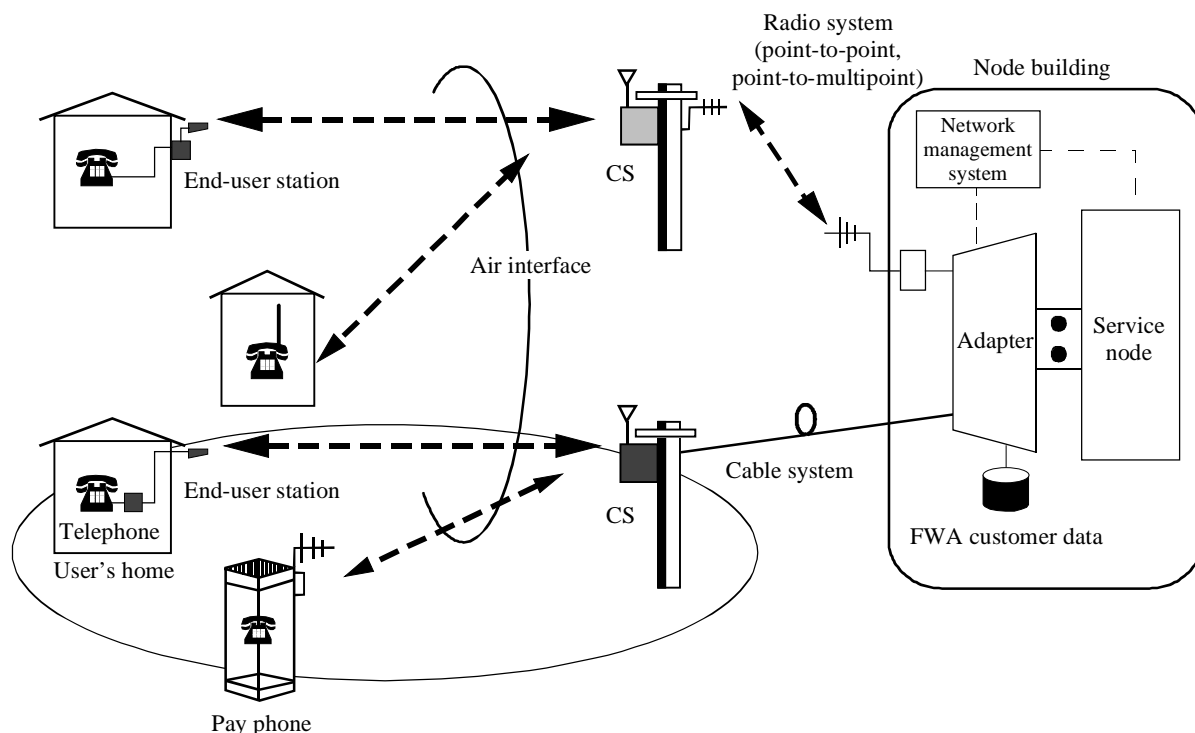 Radio system
(point-to-point,
point-to-multipoint)
Node building
Network
management
system
End-user station
CS
Air interface
Adapter
Service
node
Cable system
End-user station
CS
Telephone
User’s home
FWA customer data
Pay phone